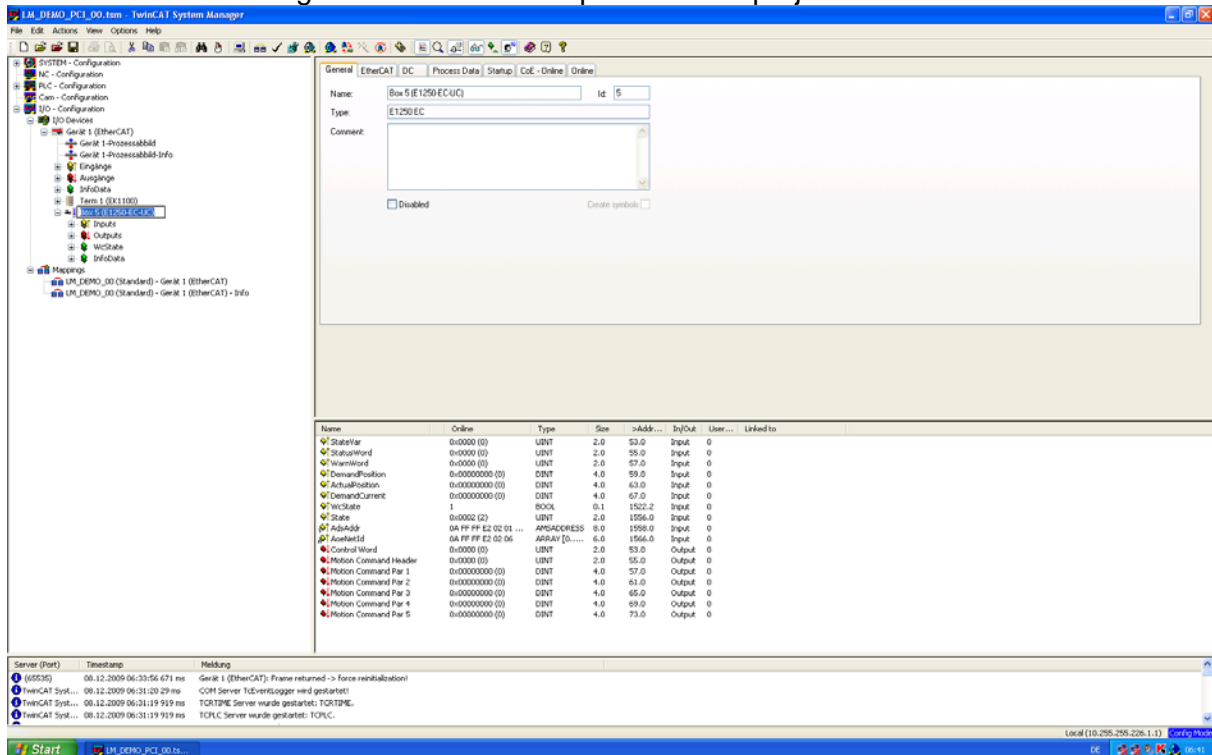 LM_DEMO_PCI_00.tsm - TwinCAT System Manager
File Edit Actions View Options Help
SYSTEM - Configuration
NC - Configuration
PLC - Configuration
Cam - Configuration
I/O - Configuration
I/O Devices
Gerät 1 (EtherCAT)
Gerät 1-Prozessabbild
Gerät 1-Prozessabbild-Info
Eingänge
Ausgänge
InfoData
Term 1 (EK1100)
Box 5 (E1250-EC-UC)
Inputs
Outputs
WcState
InfoData
Mappings
LM_DEMO_00 (Standard) - Gerät 1 (EtherCAT)
LM_DEMO_00 (Standard) - Gerät 1 (EtherCAT) - Info
General EtherCAT DC Process Data Startup CoE - Online Online
Name: Box 5 (E1250-EC-UC) Id: 5
Type: E1250 EC
Comment:
Disabled Create symbols
Name Online Type Size >Addr... In/Out User... Linked to
StateVar 0x0000 (0) UINT 2.0 53.0 Input 0
StatusWord 0x0000 (0) UINT 2.0 55.0 Input 0
WarnWord 0x0000 (0) UINT 2.0 57.0 Input 0
DemandPosition 0x00000000 (0) DINT 4.0 59.0 Input 0
ActualPosition 0x00000000 (0) DINT 4.0 63.0 Input 0
DemandCurrent 0x00000000 (0) DINT 4.0 67.0 Input 0
WcState 1 BOOL 0.1 1522.2 Input 0
State 0x0002 (2) UINT 2.0 1556.0 Input 0
AdsAddr 0A FF FF E2 02 01 ... AMSADDRESS 8.0 1558.0 Input 0
AoeNetId 0A FF FF E2 02 06 ARRAY [0..... 6.0 1566.0 Input 0
Control Word 0x0000 (0) UINT 2.0 53.0 Output 0
Motion Command Header 0x0000 (0) UINT 2.0 55.0 Output 0
Motion Command Par 1 0x00000000 (0) DINT 4.0 57.0 Output 0
Motion Command Par 2 0x00000000 (0) DINT 4.0 61.0 Output 0
Motion Command Par 3 0x00000000 (0) DINT 4.0 65.0 Output 0
Motion Command Par 4 0x00000000 (0) DINT 4.0 69.0 Output 0
Motion Command Par 5 0x00000000 (0) DINT 4.0 73.0 Output 0
Server (Port) Timestamp Meldung
(65535) 08.12.2009 06:33:56 671 ms Gerät 1 (EtherCAT): Frame returned -> force reinitialization!
TwinCAT Syst... 08.12.2009 06:31:20 29 ms COM Server TcEventLogger wird gestartet!
TwinCAT Syst... 08.12.2009 06:31:19 919 ms TCRTIME Server wurde gestartet: TCRTIME.
TwinCAT Syst... 08.12.2009 06:31:19 919 ms TCPLC Server wurde gestartet: TCPLC.
Local (10.255.255.226.1.1) Config Mode
Start LM_DEMO_PCI_00.ts... DE 06:41